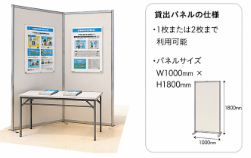 貸出パネルの仕様
・1枚または2枚まで
利用可能
・パネルサイズ
W1000mm ×
H1800mm
1800mm
1000mm